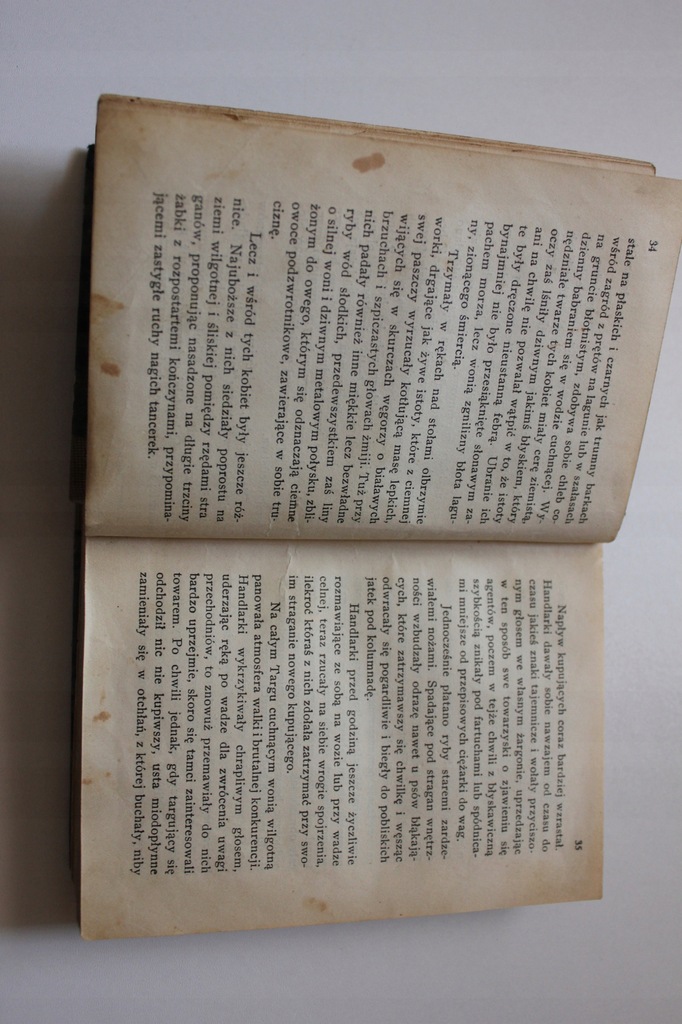 34
stale na płaskich i czarnych jak trumny barkach
wśród zagród z prętów na lagunie lub w szałasach
na gruncie błotnistym, zdobywa sobie chleb co-
dzienny babraniem się w wodzie cuchnącej. Wy-
nędzniałe twarze tych kobiet miały cerę ziemistą,
oczy zaś lśniły dziwnym jakimś błyskiem, który
ani na chwilę nie pozwalał wątpić w to, że istoty
te były dręczone nieustanną febrą. Ubranie ich
bynajmniej nie było przesiąknięte słonawym za-
pachem morza, lecz wonią zgnilizny błota lagu-
ny, zionącego śmiercią.
Trzymały w rękach nad stołami olbrzymie
worki, drgające jak żywe istoty, które z ciemnej
swej paszczy wyrzucały kotłującą masę lepkich,
wijących się w skurczach węgorzy o białawych
brzuchach i szpiczastych głowach żmiji. Tuż przy
nich padały również inne miękkie lecz bezwładne
ryby wód słodkich, przedewszystkiem zaś liny
o silnej woni i dziwnym metalowym połysku, zbli-
żonym do owego, którym się odznaczają ciemne
owoce podzwrotnikowe, zawierające w sobie tru-
ciznę.
Lecz i wśród tych kobiet były jeszcze róż-
nice. Najuboższe z nich siedziały poprostu na
ziemi wilgotnej i śliskiej pomiędzy rzędami stra
ganów, proponując nasadzone na długie trzciny
żabki z rozpostartemi kończynami, przypomina-
jącemi zastygłe ruchy nagich tancerek.
35
Napływ kupujących coraz bardziej wzrastał.
Handlarki dawały sobie nawzajem od czasu do
czasu jakieś znaki tajemnicze i wołały przyciszo-
nym głosem we własnym żargonie, uprzedzając
w ten sposób swe towarzyski o zjawieniu się
agentów, poczem w tejże chwili z błyskawiczną
szybkością znikały pod fartuchami lub spódnica-
mi mniejsze od przepisowych ciężarki do wag.
Jednocześnie płatano ryby staremi zardze-
wiałemi nożami. Spadające pod stragan wnętrz-
ności wzbudzały odrazę nawet u psów błąkają-
cych, które zatrzymawszy się chwilkę i węsząc
odwracały się pogardliwie i biegły do pobliskich
jatek pod kolumnadę.
Handlarki przed godziną jeszcze życzliwie
rozmawiające ze sobą na wozie lub przy wadze
celnej, teraz rzucały na siebie wrogie spojrzenia,
ilekroć któraś z nich zdołała zatrzymać przy swo-
im straganie nowego kupującego.
Na całym Targu cuchnącym wonią wilgotną
panowała atmosfera walki i brutalnej konkurencji.
Handlarki wykrzykiwały chrapliwym głosem,
uderzając ręką po wadze dla zwrócenia uwagi
przechodniów, to znowuż przemawiały do nich
bardzo uprzejmie, skoro się tamci zainteresowali
towarem. Po chwili jednak, gdy targujący się
odchodził nic nie kupiwszy, usta miodopłynne
zamieniały się w otchłań, z której buchały, niby